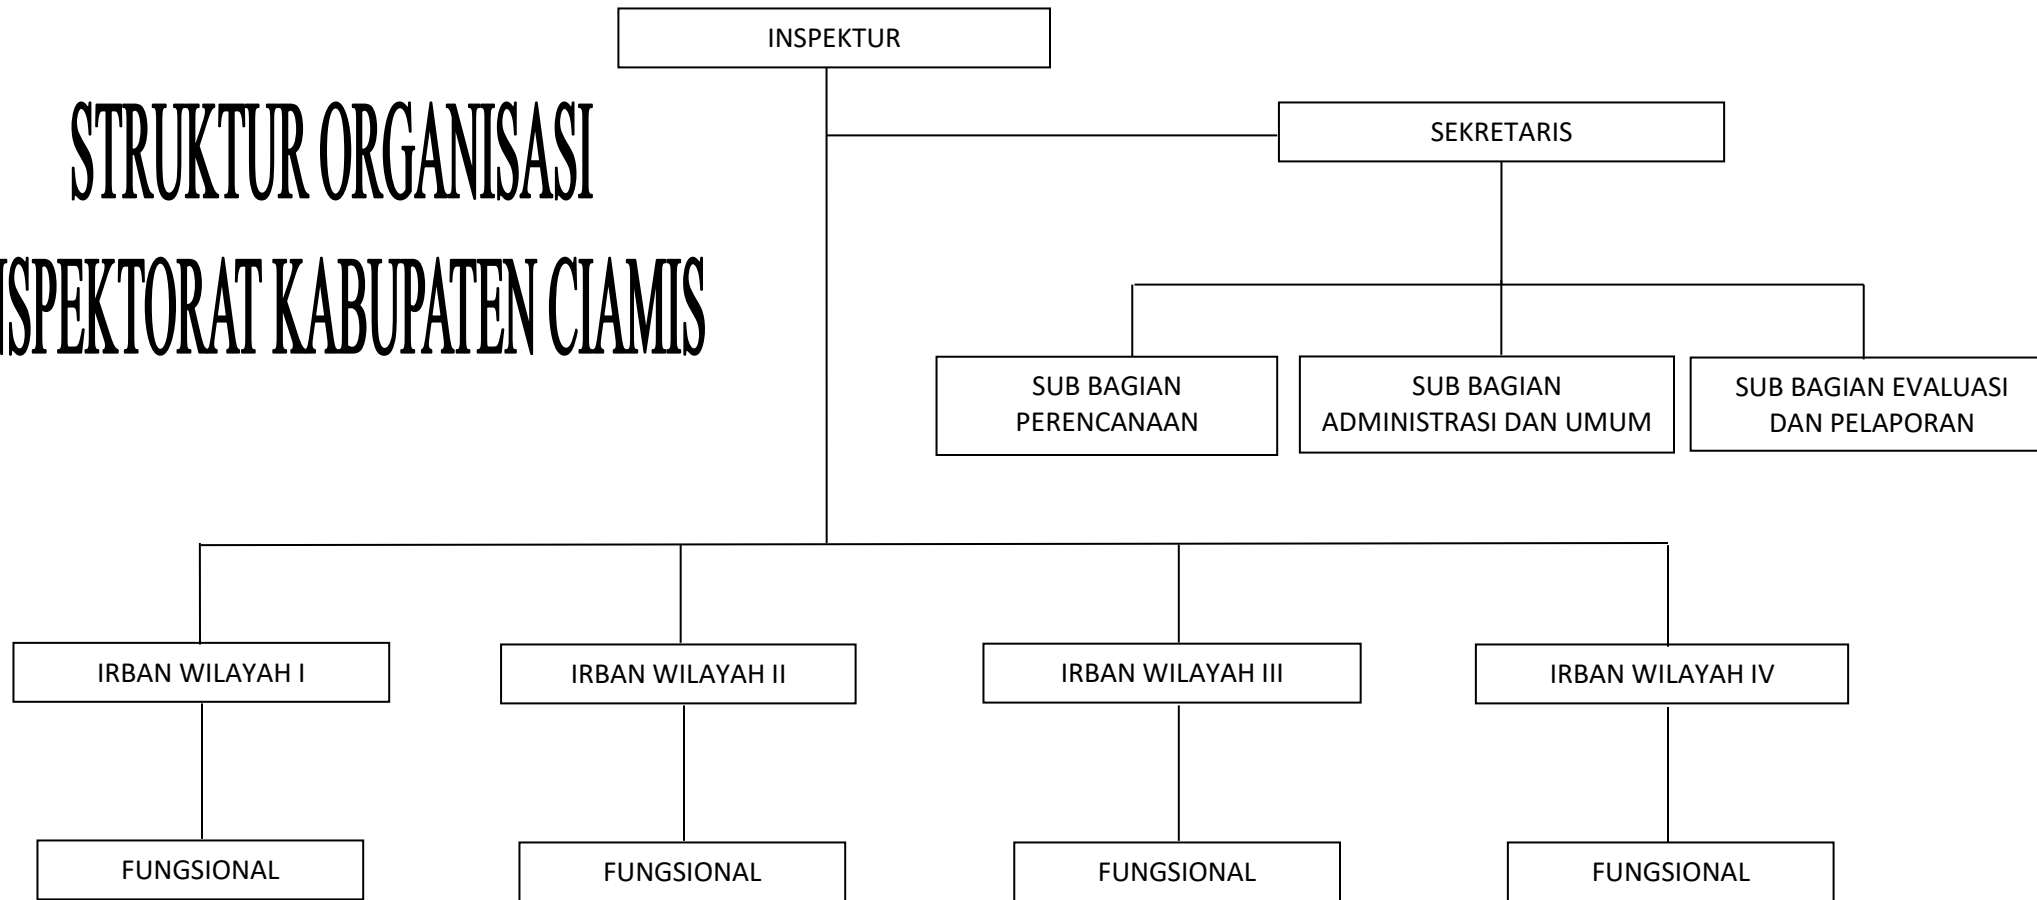 INSPEKTUR
STRUKTUR ORGANISASI
SEKRETARIS
NSPEKTORAT KABUPATEN CIAMIS
SUB BAGIAN
PERENCANAAN
SUB BAGIAN
ADMINISTRASI DAN UMUM
SUB BAGIAN EVALUASI
DAN PELAPORAN
IRBAN WILAYAH I
IRBAN WILAYAH II
IRBAN WILAYAH III
IRBAN WILAYAH IV
FUNGSIONAL
FUNGSIONAL
FUNGSIONAL
FUNGSIONAL